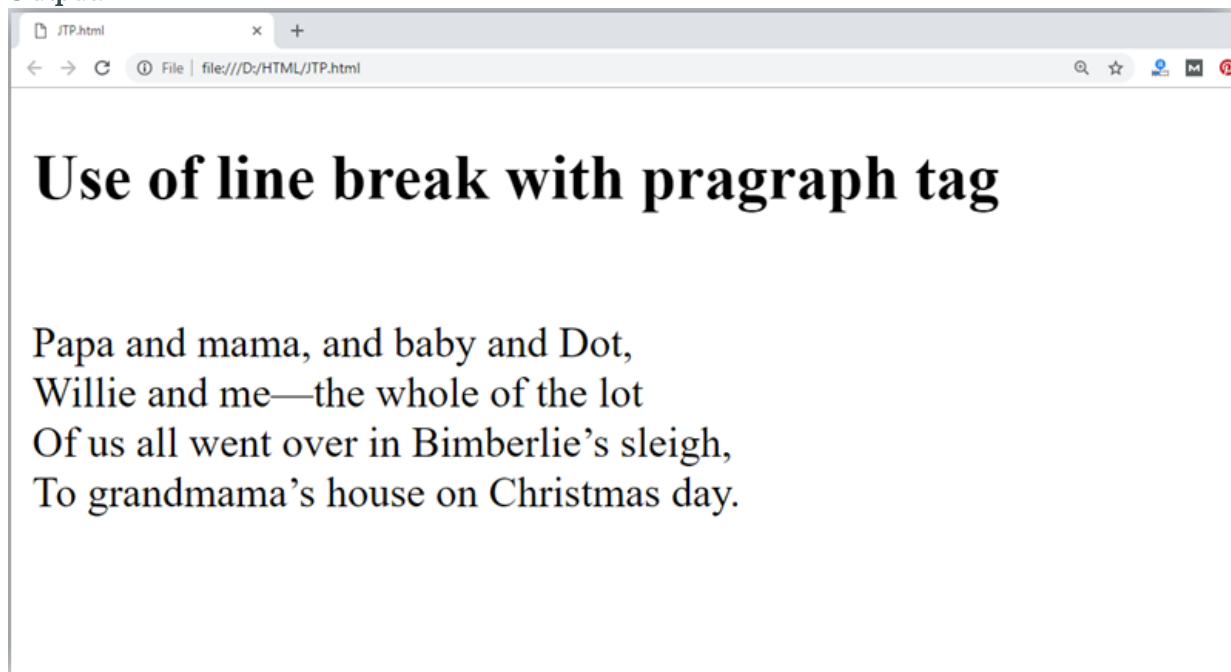 JTP.html
File
file:///D:/HTML/JTP.html
M
Use of line break with pragraph tag
Papa and mama, and baby and Dot,
Willie and me—the whole of the lot
Of us all went over in Bimberlie’s sleigh,
To grandmama’s house on Christmas day.